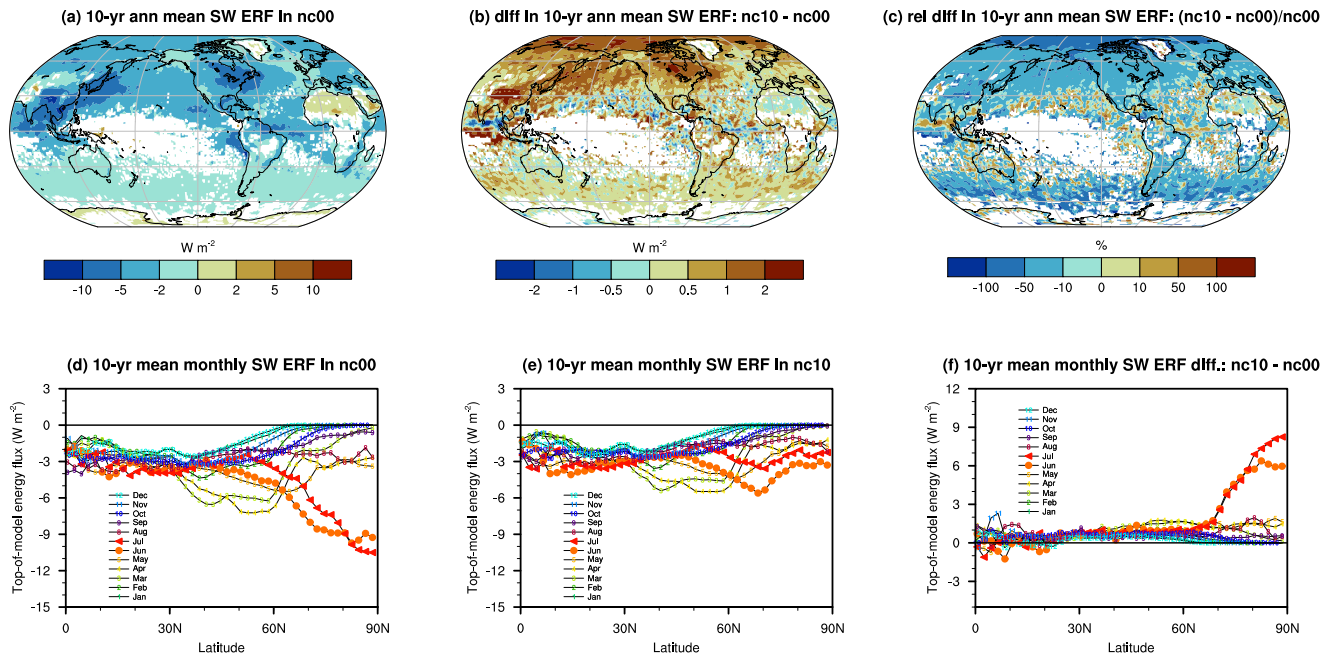 (a) 10-yr ann mean SW ERF in nc00
(b) diff in 10-yr ann mean SW ERF: nc10 - nc00
(c) rel diff in 10-yr ann mean SW ERF: (nc10 - nc00)/nc00
W m-2
-10 -5 -2 0 2 5 10
W m-2
-2 -1 -0.5 0 0.5 1 2
%
-100 -50 -10 0 10 50 100
(d) 10-yr mean monthly SW ERF in nc00
Top-of-model energy flux (W m-2)
3
0
-3
-6
-9
-12
-15
Dec
Nov
Oct
Sep
Aug
Jul
Jun
May
Apr
Mar
Feb
Jan
0 30N 60N 90N
Latitude
(e) 10-yr mean monthly SW ERF in nc10
Top-of-model energy flux (W m-2)
3
0
-3
-6
-9
-12
-15
Dec
Nov
Oct
Sep
Aug
Jul
Jun
May
Apr
Mar
Feb
Jan
0 30N 60N 90N
Latitude
(f) 10-yr mean monthly SW ERF diff.: nc10 - nc00
Top-of-model energy flux (W m-2)
12
9
6
3
0
-3
Dec
Nov
Oct
Sep
Aug
Jul
Jun
May
Apr
Mar
Feb
Jan
0 30N 60N 90N
Latitude